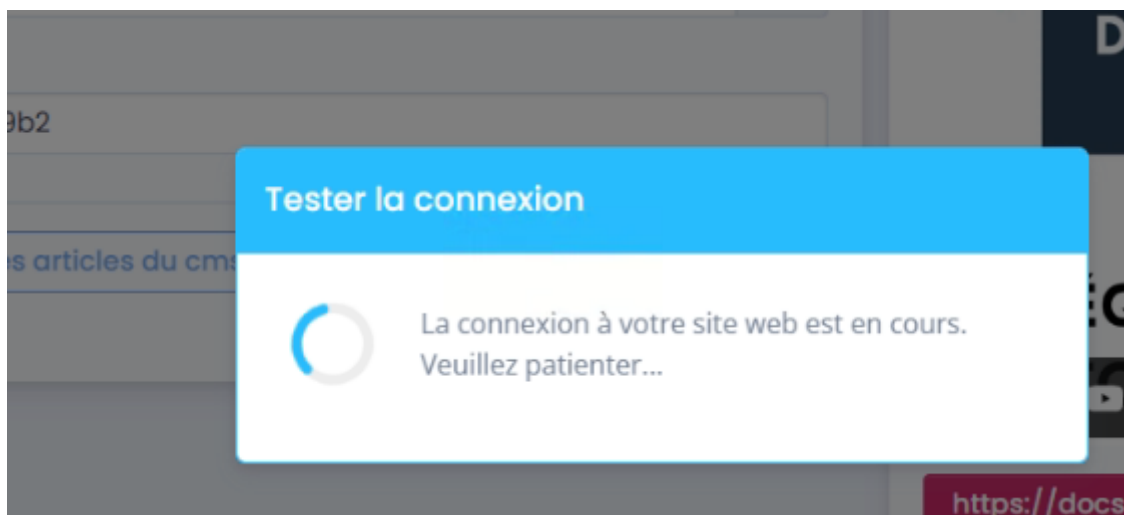 D
9b2
Tester la connexion
s articles du cms
La connexion à votre site web est en cours.
Veuillez patienter...
ÉG
https://docs